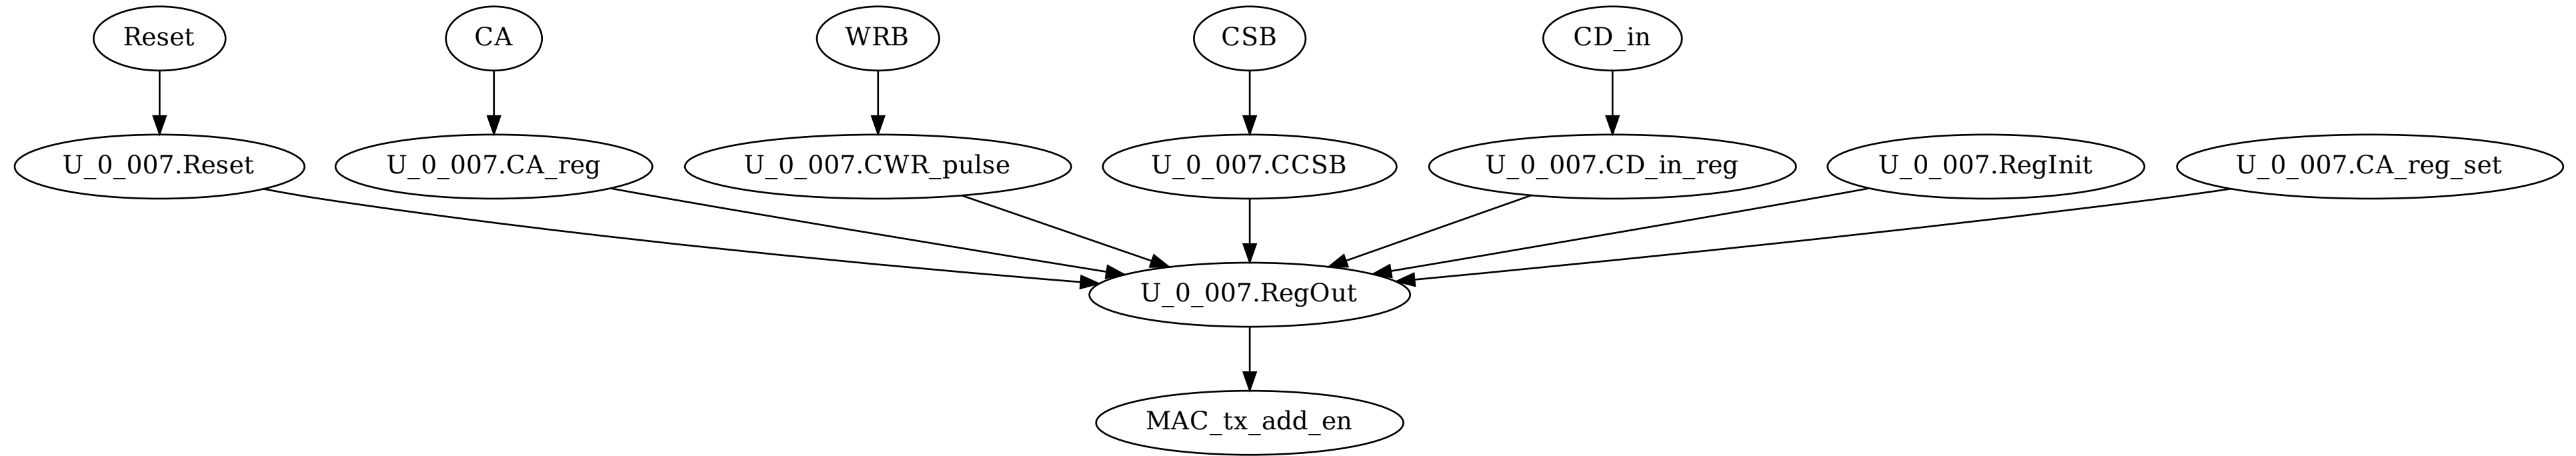 Reset
CA
WRB
CSB
CD_in
U_0_007.Reset
U_0_007.CA_reg
U_0_007.CWR_pulse
U_0_007.CCSB
U_0_007.CD_in_reg
U_0_007.RegInit
U_0_007.CA_reg_set
U_0_007.RegOut
MAC_tx_add_en